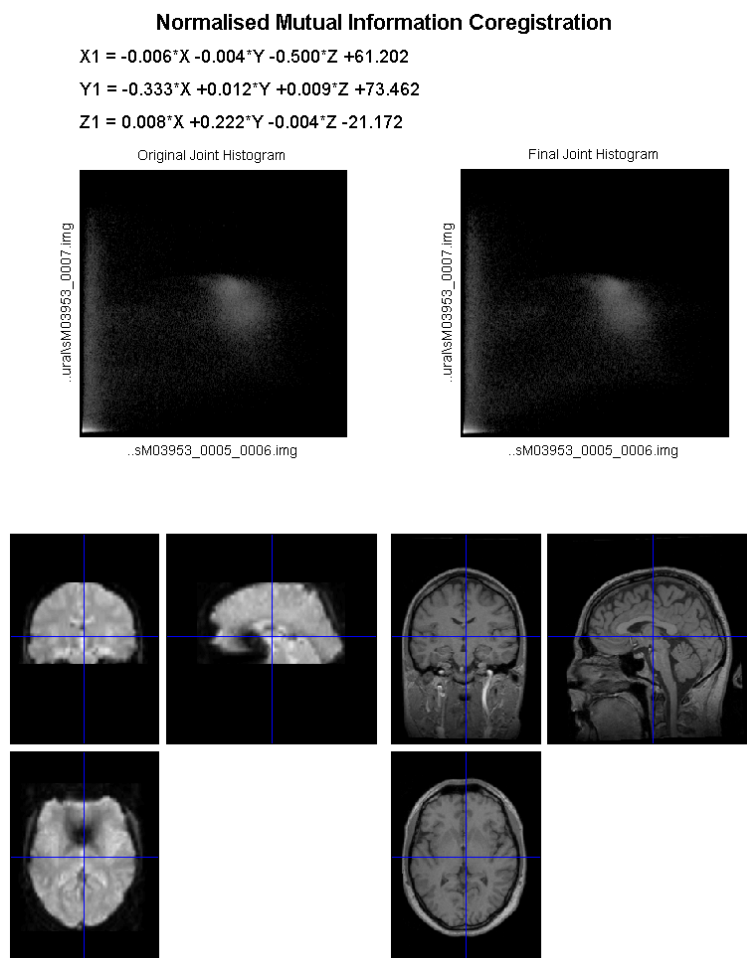 Normalised Mutual Information Coregistration
X1 = -0.006*X -0.004*Y -0.500*Z +61.202
Y1 = -0.333*X +0.012*Y +0.009*Z +73.462
Z1 = 0.008*X +0.222*Y -0.004*Z -21.172
Original Joint Histogram
..ural\sM03953_0007.img
..sM03953_0005_0006.img
Final Joint Histogram
..ural\sM03953_0007.img
..sM03953_0005_0006.img